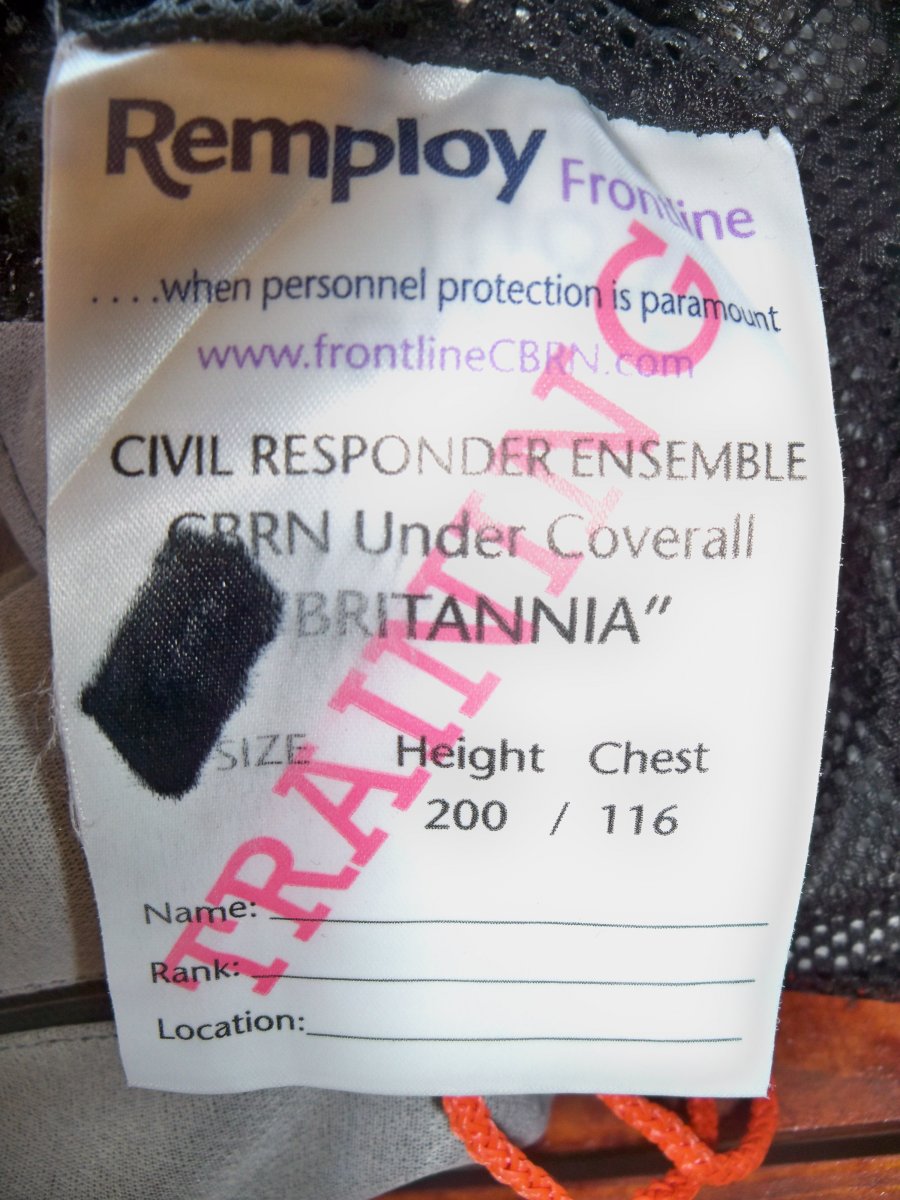 Remploy Frontline
....when personnel protection is paramount
www.frontlineCBRN.com
CIVIL RESPONDER ENSEMBLE
CBRN Under Coverall
"BRITANNIA"
SIZE Height Chest
200 / 116
TRAINING
Name:
Rank:
Location: